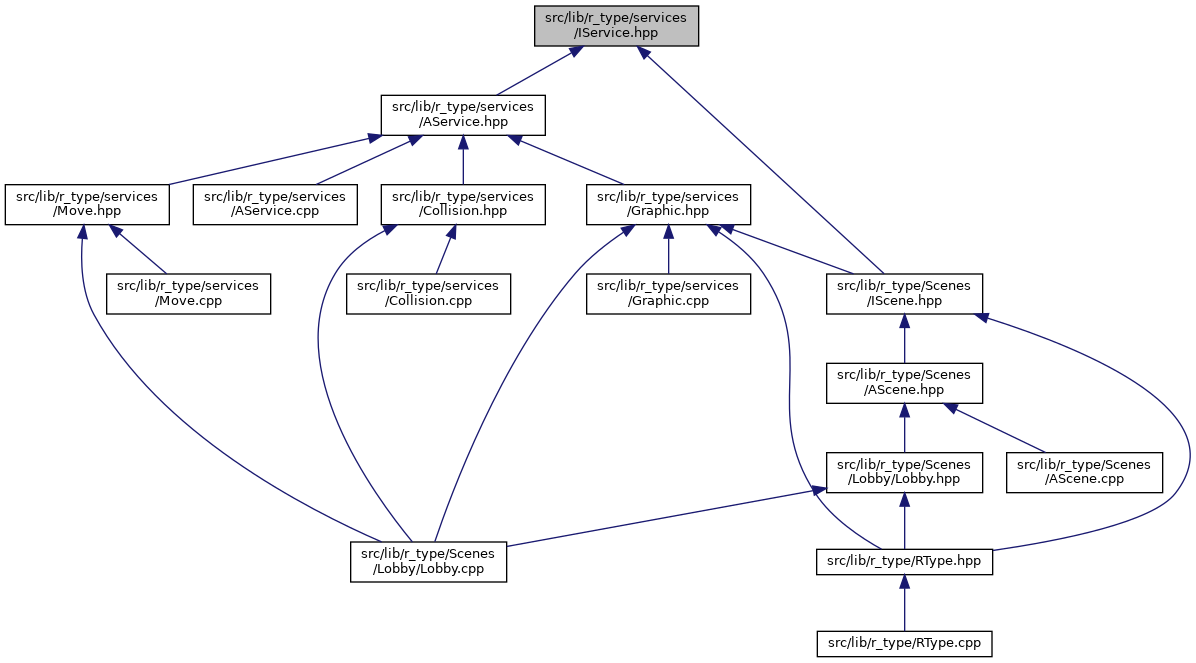 src/lib/r_type/services
/IService.hpp
src/lib/r_type/services
/AService.hpp
src/lib/r_type/services
/Move.hpp
src/lib/r_type/services
/AService.cpp
src/lib/r_type/services
/Collision.hpp
src/lib/r_type/services
/Graphic.hpp
src/lib/r_type/services
/Move.cpp
src/lib/r_type/services
/Collision.cpp
src/lib/r_type/services
/Graphic.cpp
src/lib/r_type/Scenes
/IScene.hpp
src/lib/r_type/Scenes
/AScene.hpp
src/lib/r_type/Scenes
/Lobby/Lobby.hpp
src/lib/r_type/Scenes
/AScene.cpp
src/lib/r_type/Scenes
/Lobby/Lobby.cpp
src/lib/r_type/RType.hpp
src/lib/r_type/RType.cpp